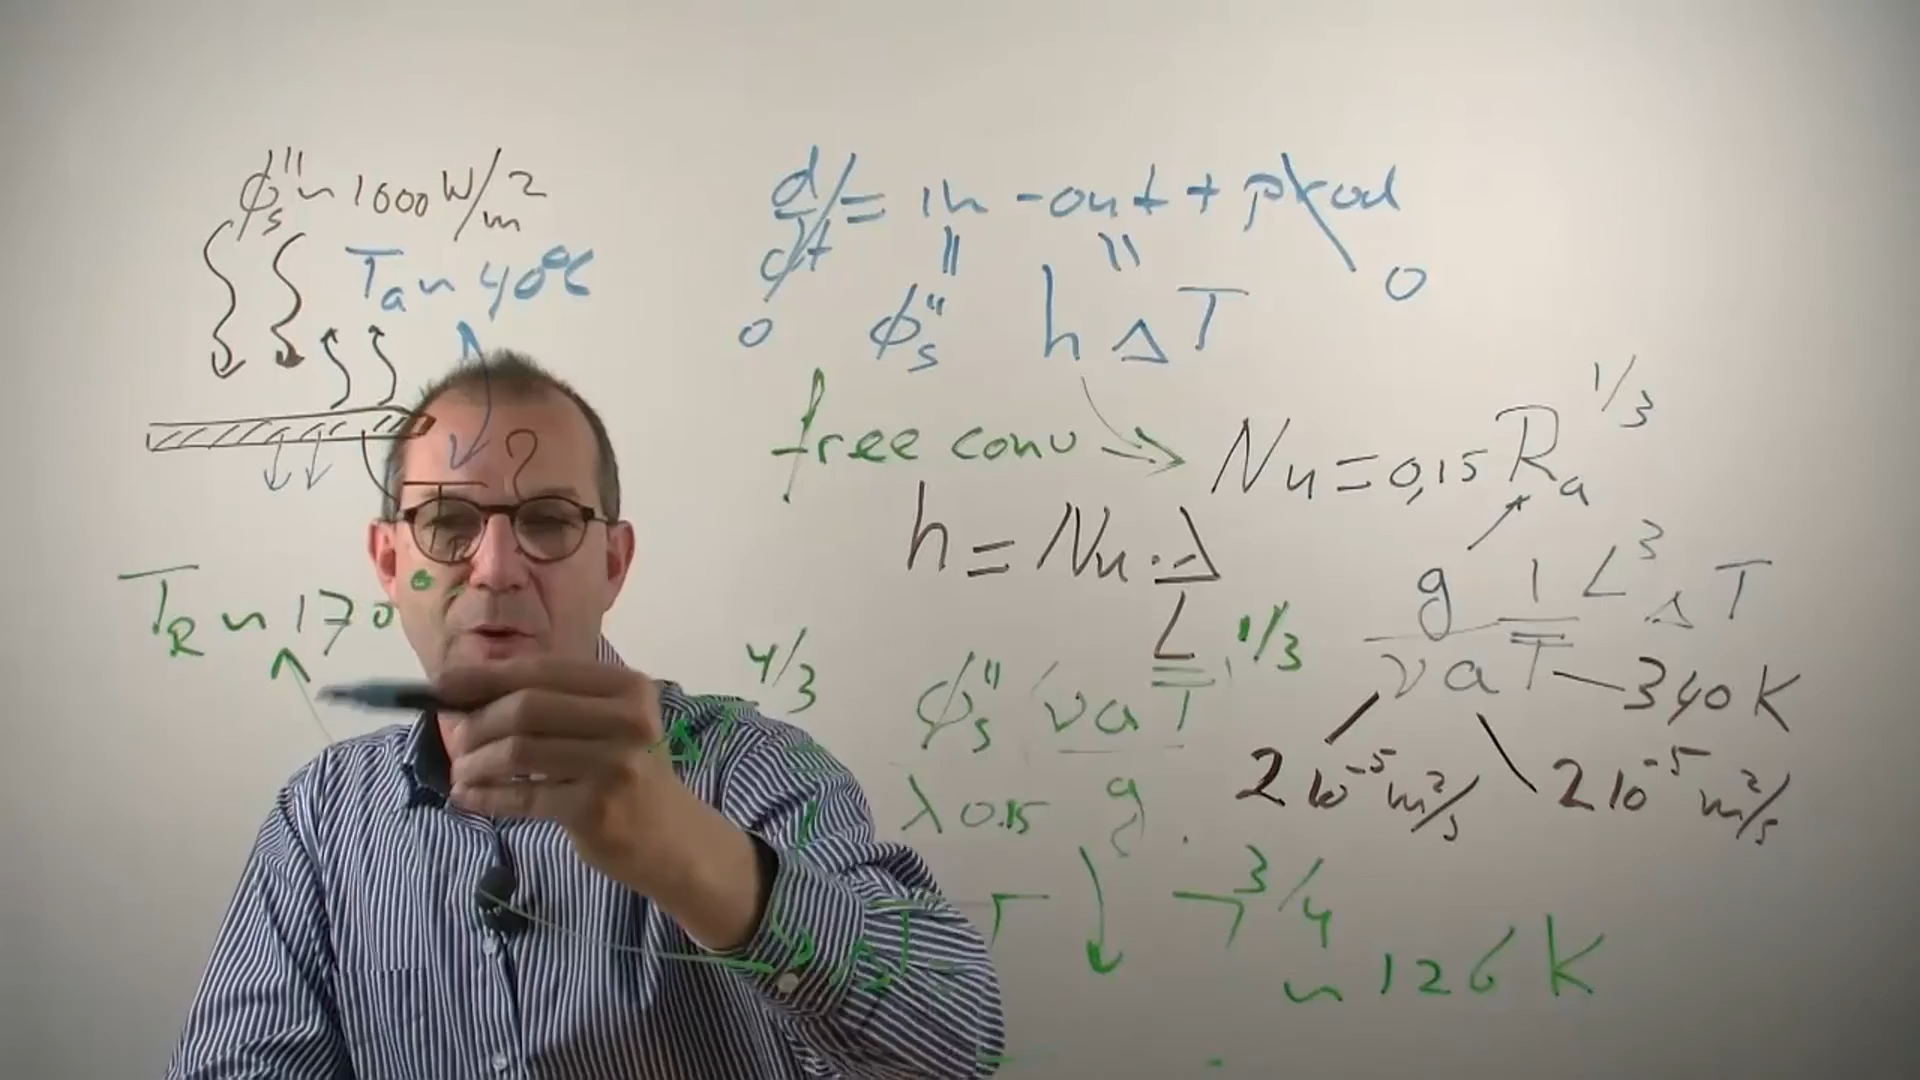 ϕ″s ~ 1000 W/m²
Ta ~ 40°C
?
TR ~ 170°
d/dt = in - out + prod
0 ϕ″s h ΔT 0
free conv → Nu = 0,15 Ra^1/3
h = Nu · λ/L
g 1/T L³ ΔT
ν a
340 K
2 10⁻⁵ m²/s
2 10⁻⁵ m²/s
ΔT^4/3 =
ϕ″s
λ 0.15
(ν a T / g)^1/3
3/4
~ 126 K